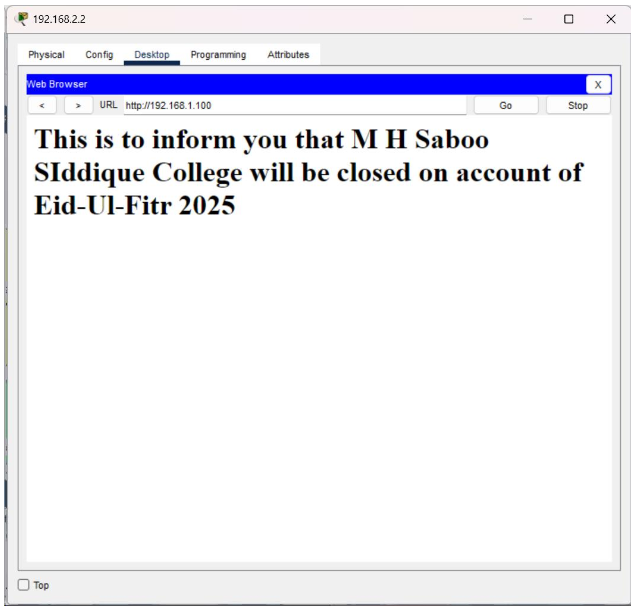 192.168.2.2
Physical Config Desktop Programming Attributes
Web Browser X
< > URL http://192.168.1.100 Go Stop
This is to inform you that M H Saboo
SIddique College will be closed on account of
Eid-Ul-Fitr 2025
Top